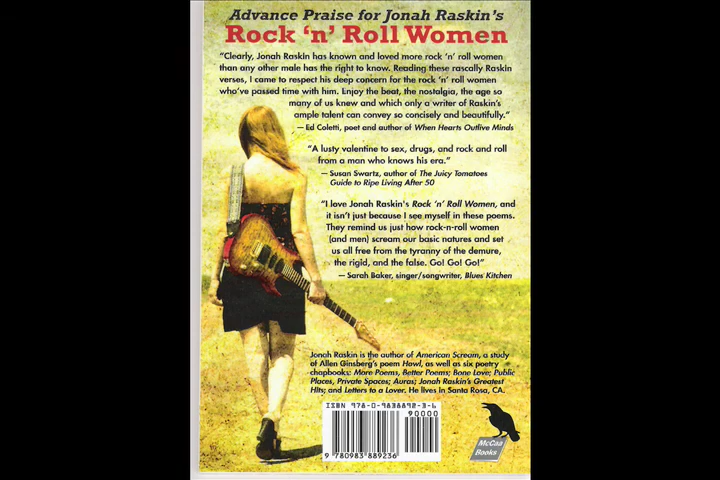 Advance Praise for Jonah Raskin's
Rock 'n' Roll Women
"Clearly, Jonah Raskin has known and loved more rock 'n' roll women
than any other male has the right to know. Reading these rascally Raskin
verses, I came to respect his deep concern for the rock 'n' roll women
who've passed time with him. Enjoy the beat, the nostalgia, the age so
many of us knew and which only a writer of Raskin's
ample talent can convey so concisely and beautifully."
— Ed Coletti, poet and author of When Hearts Outlive Minds
"A lusty valentine to sex, drugs, and rock and roll
from a man who knows his era."
— Susan Swartz, author of The Juicy Tomatoes
Guide to Ripe Living After 50
"I love Jonah Raskin's Rock 'n' Roll Women, and
it isn't just because I see myself in these poems.
They remind us just how rock-n-roll women
(and men) scream our basic natures and set
us all free from the tyranny of the demure,
the rigid, and the false. Go! Go! Go!"
— Sarah Baker, singer/songwriter, Blues Kitchen
Jonah Raskin is the author of American Scream, a study
of Allen Ginsberg's poem Howl, as well as six poetry
chapbooks: More Poems, Better Poems; Bone Love; Public
Places, Private Spaces; Auras; Jonah Raskin's Greatest
Hits; and Letters to a Lover. He lives in Santa Rosa, CA.
ISBN 978-0-9838892-3-6
90000
9 780983 889236
McCaa
Books